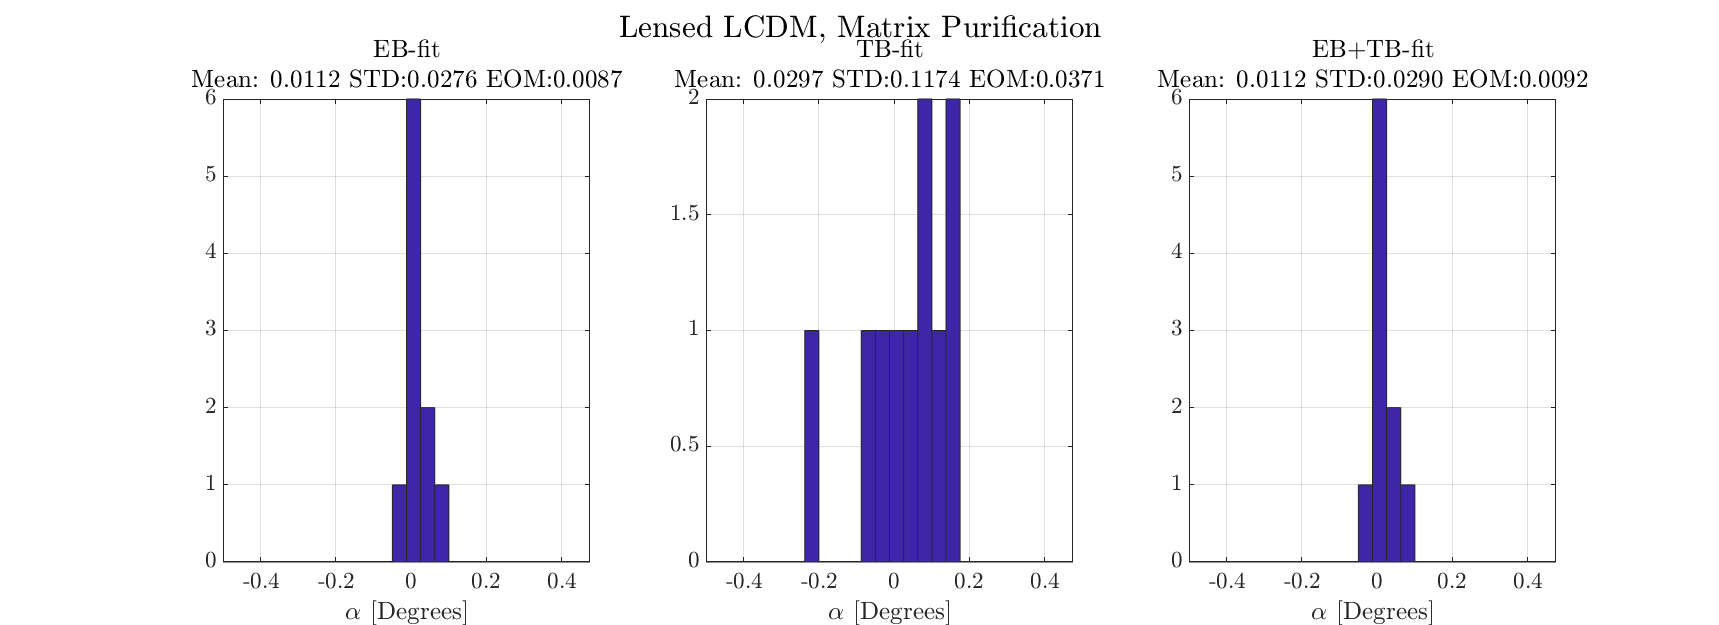 Lensed LCDM, Matrix Purification
EB-fit
Mean: 0.0112 STD:0.0276 EOM:0.0087
6
5
4
3
2
1
0
-0.4 -0.2 0 0.2 0.4
α [Degrees]
TB-fit
Mean: 0.0297 STD:0.1174 EOM:0.0371
2
1.5
1
0.5
0
-0.4 -0.2 0 0.2 0.4
α [Degrees]
EB+TB-fit
Mean: 0.0112 STD:0.0290 EOM:0.0092
6
5
4
3
2
1
0
-0.4 -0.2 0 0.2 0.4
α [Degrees]